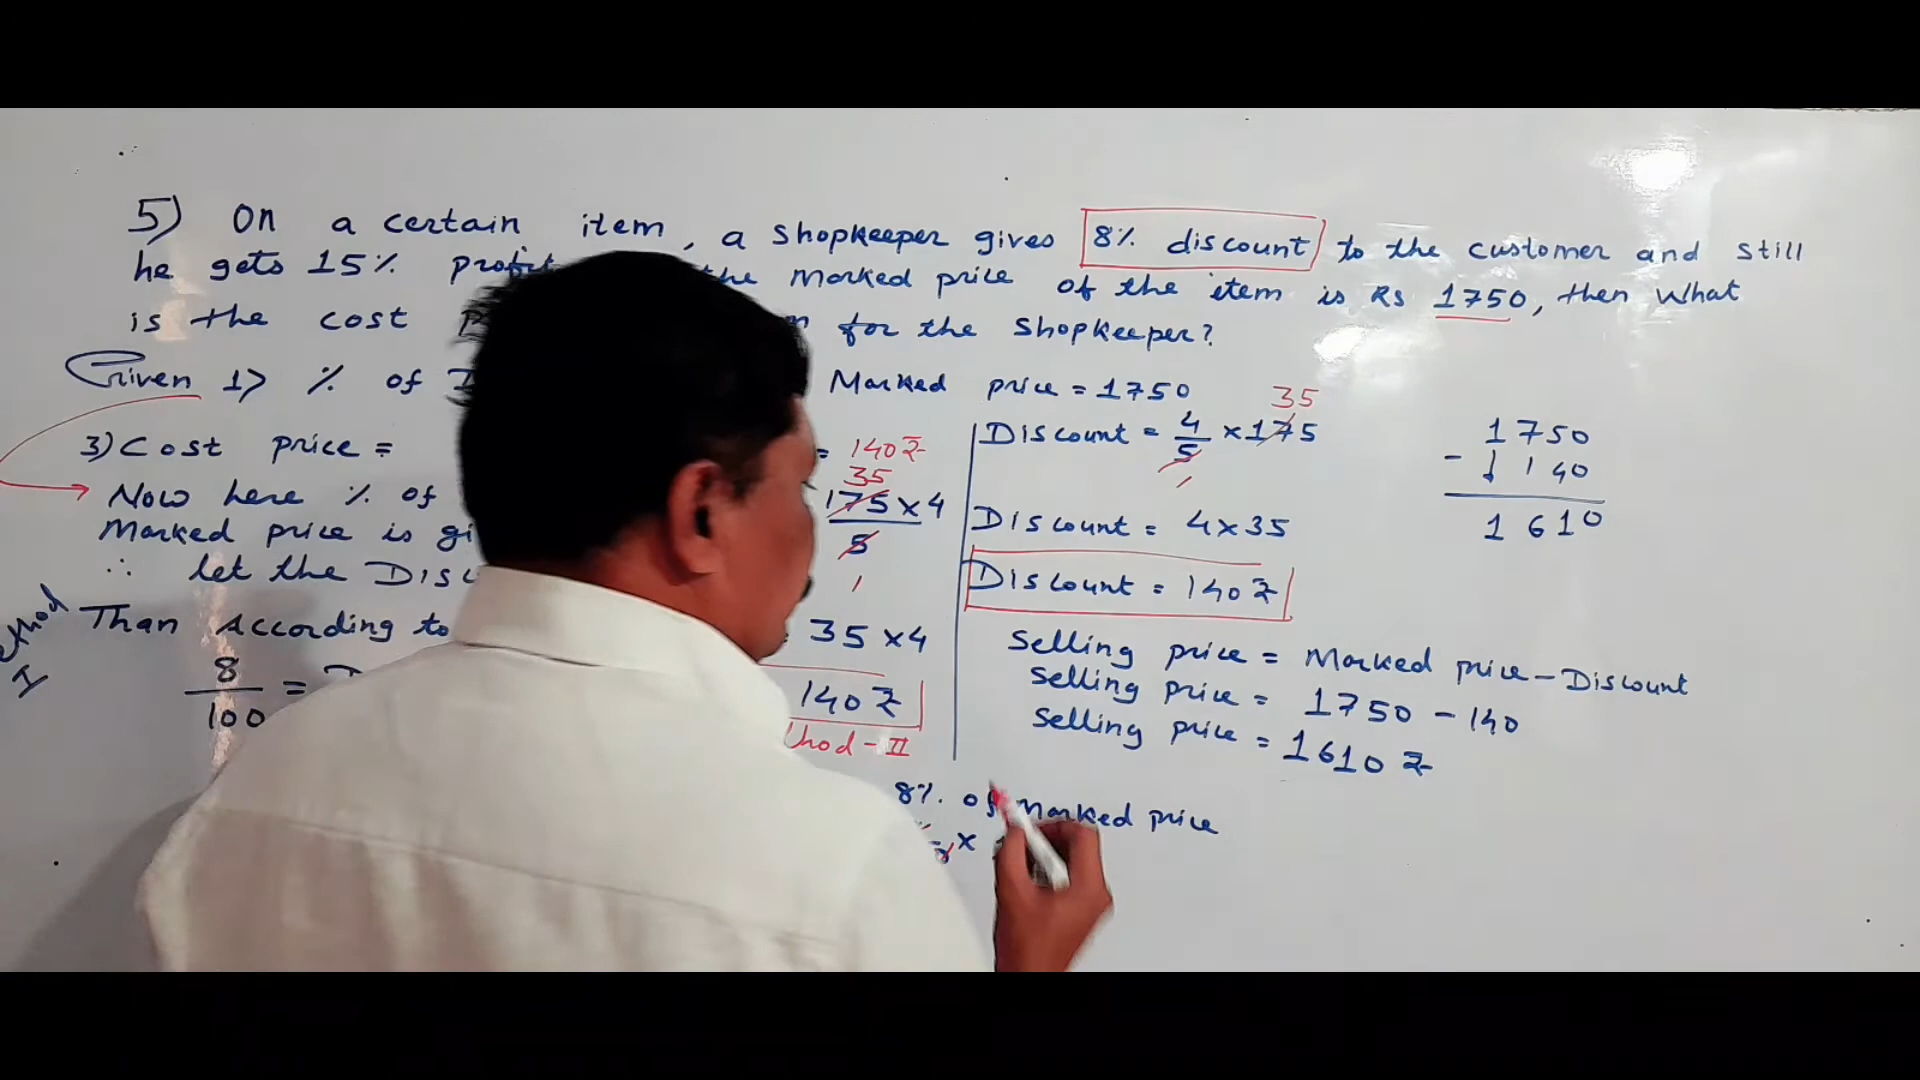 5) On a certain item, a shopkeeper gives 8% discount to the customer and still
he gets 15% profit the Marked price of the item is Rs 1750, then what
is the cost for the shopkeeper?
Given 1) % of Marked price = 1750
3) Cost price =
Now here % of
Marked price is
∴ let the
Than According to
8/100 =
Method I
= 140₹
35
175 x 4
5
1
35 x 4
140₹
- II
Discount = 4/5 x 175
35
1
Discount = 4 x 35
Discount = 140₹
1750
- 140
1610
Selling price = Marked price - Discount
Selling price = 1750 - 140
Selling price = 1610 ₹
8% of Marked price
x